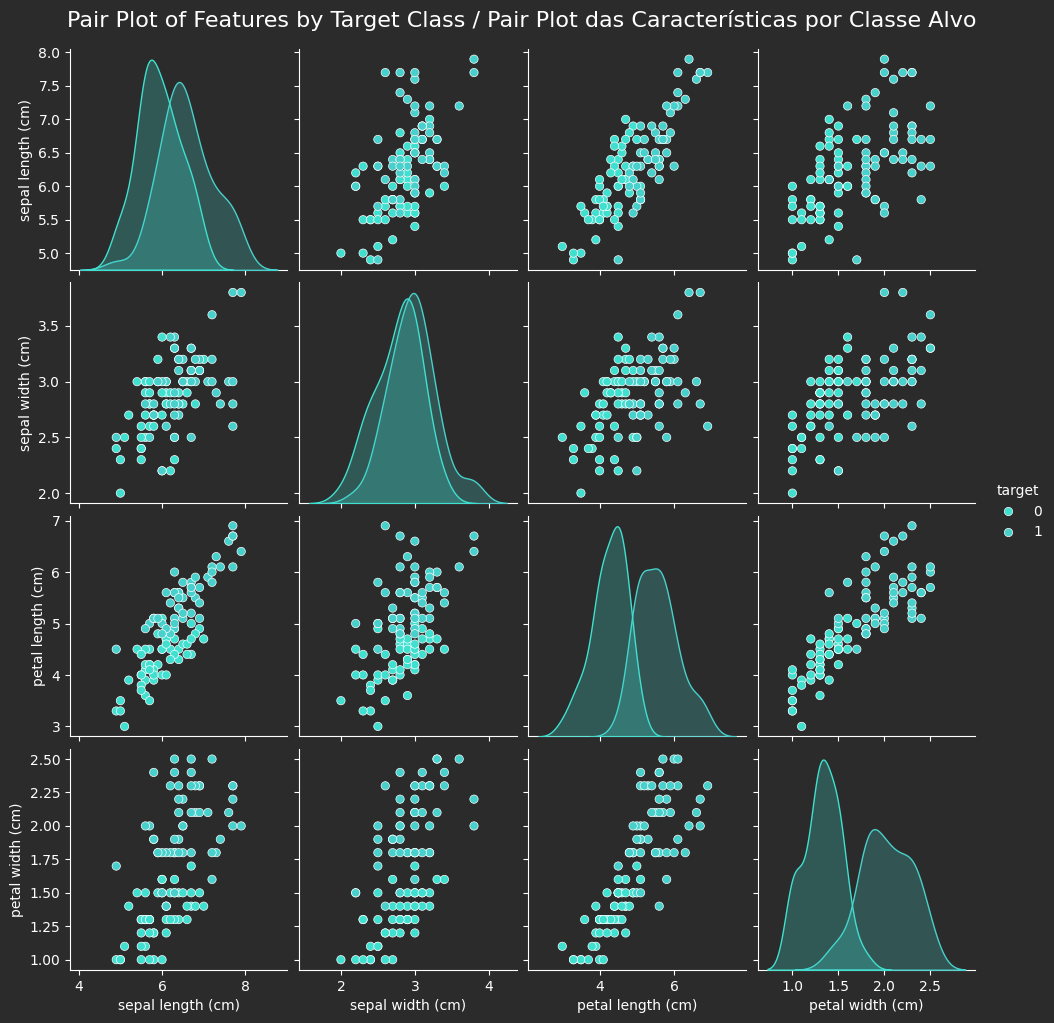 Pair Plot of Features by Target Class / Pair Plot das Características por Classe Alvo
8.0
7.5
7.0
6.5
6.0
5.5
5.0
sepal length (cm)
3.5
3.0
2.5
2.0
sepal width (cm)
target
0
1
7
6
5
4
3
petal length (cm)
2.50
2.25
2.00
1.75
1.50
1.25
1.00
petal width (cm)
4 6 8
2 3 4
4 6
1.0 1.5 2.0 2.5
sepal length (cm)
sepal width (cm)
petal length (cm)
petal width (cm)